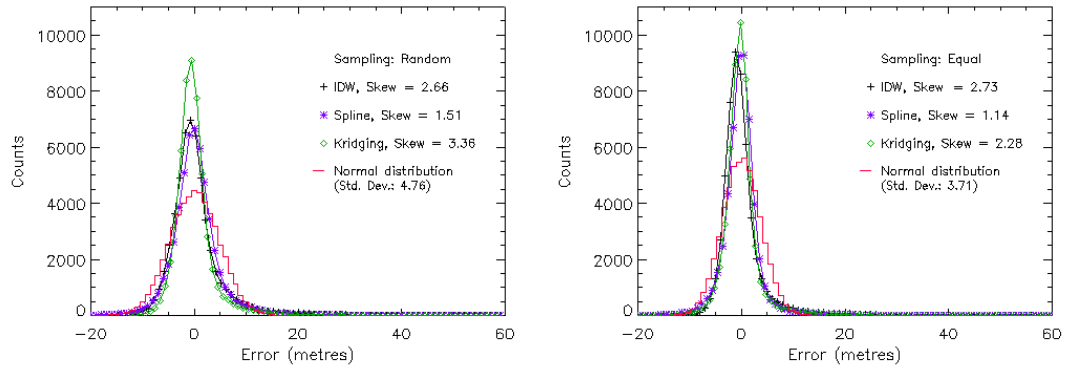 10000
8000
6000
4000
2000
0
Counts
−20
0
20
40
60
Error (metres)
Sampling: Random
IDW, Skew = 2.66
Spline, Skew = 1.51
Kridging, Skew = 3.36
Normal distribution
(Std. Dev.: 4.76)
10000
8000
6000
4000
2000
0
Counts
−20
0
20
40
60
Error (metres)
Sampling: Equal
IDW, Skew = 2.73
Spline, Skew = 1.14
Kridging, Skew = 2.28
Normal distribution
(Std. Dev.: 3.71)